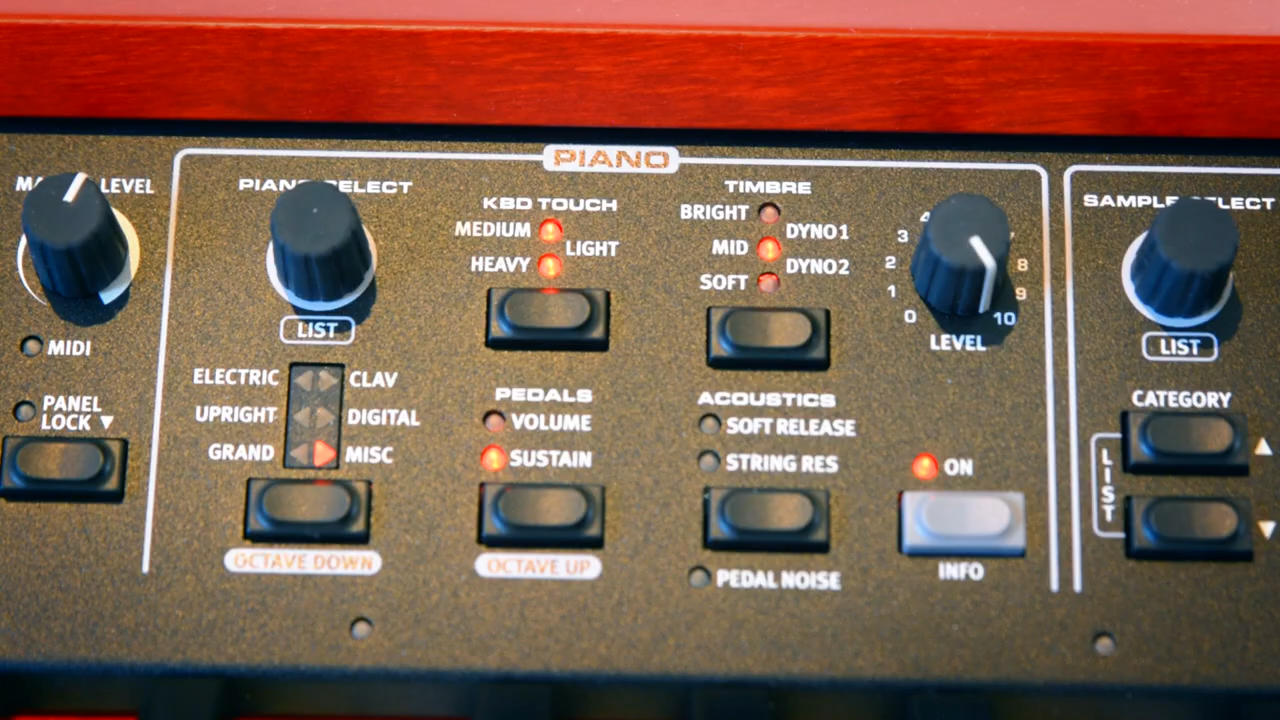 PIANO
LEVEL
MIDI
PANEL
LOCK ▼
LIST
ELECTRIC
CLAV
UPRIGHT
DIGITAL
GRAND
MISC
OCTAVE DOWN
KBD TOUCH
MEDIUM
LIGHT
HEAVY
PEDALS
VOLUME
SUSTAIN
OCTAVE UP
TIMBRE
BRIGHT
DYNO1
MID
DYNO2
SOFT
ACOUSTICS
SOFT RELEASE
STRING RES
PEDAL NOISE
3
2
1
0
8
9
10
LEVEL
ON
INFO
SAMPLE SELECT
LIST
CATEGORY
▲
LIST
▼